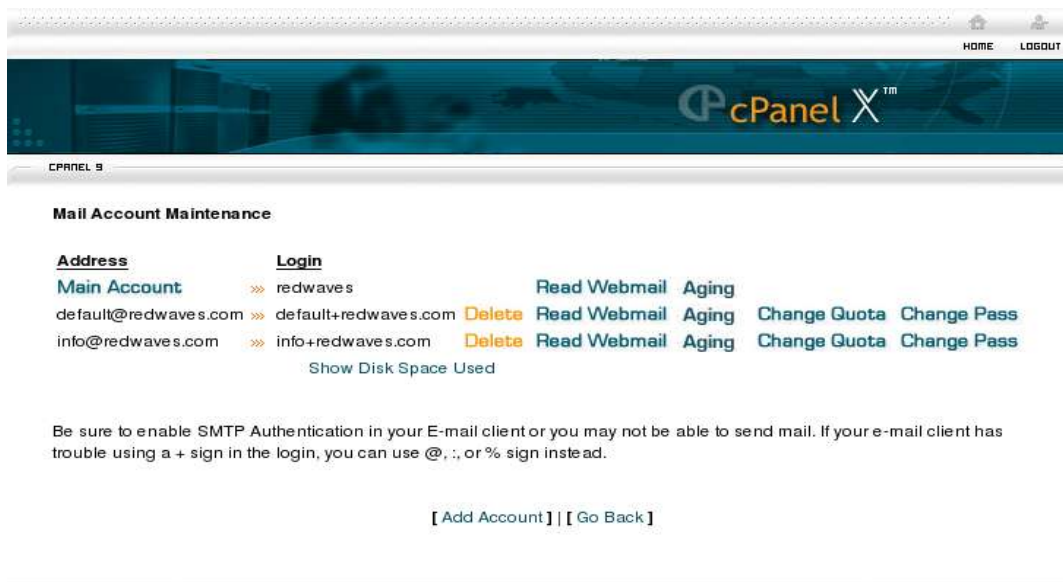 HOME LOGOUT
cPanel X™
CPANEL 9
Mail Account Maintenance
Address Login
Main Account »» redwaves Read Webmail Aging
default@redwaves.com »» default+redwaves.com Delete Read Webmail Aging Change Quota Change Pass
info@redwaves.com »» info+redwaves.com Delete Read Webmail Aging Change Quota Change Pass
Show Disk Space Used
Be sure to enable SMTP Authentication in your E-mail client or you may not be able to send mail. If your e-mail client has
trouble using a + sign in the login, you can use @, :, or % sign instead.
[ Add Account ] | [ Go Back ]